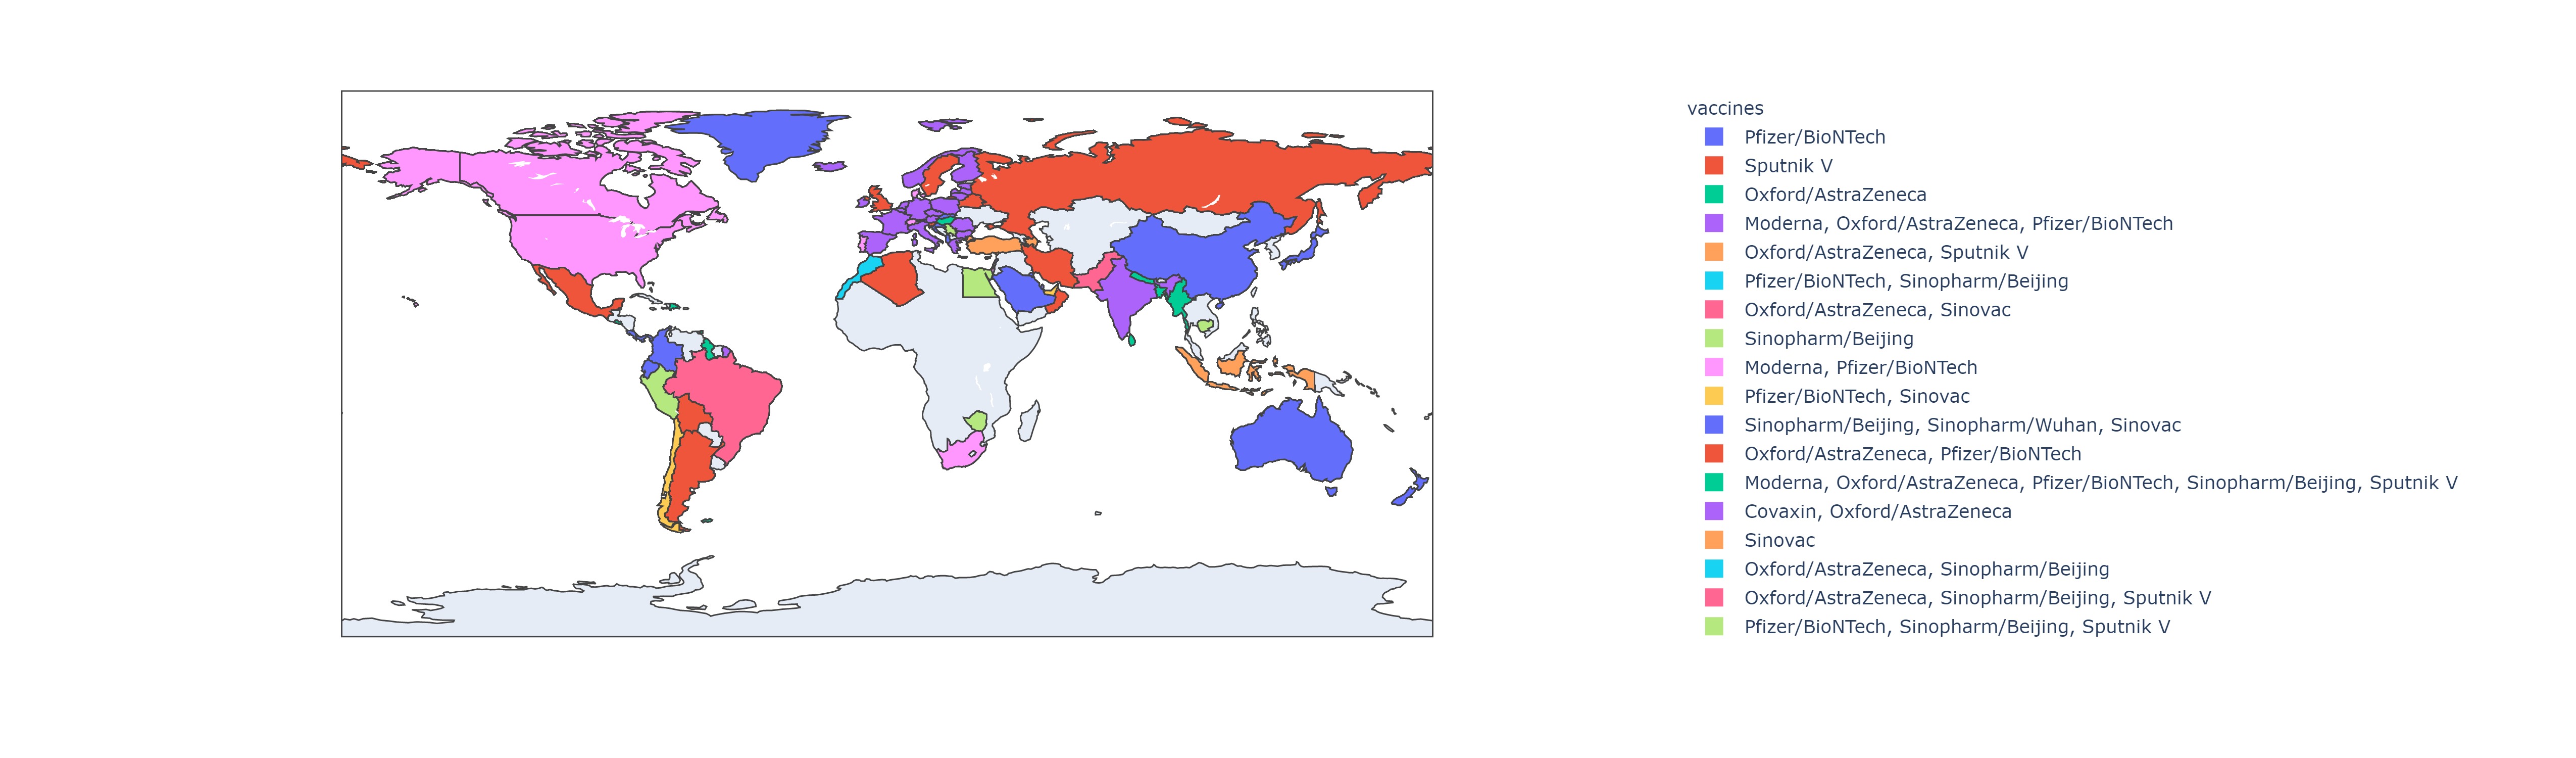 vaccines
Pfizer/BioNTech
Sputnik V
Oxford/AstraZeneca
Moderna, Oxford/AstraZeneca, Pfizer/BioNTech
Oxford/AstraZeneca, Sputnik V
Pfizer/BioNTech, Sinopharm/Beijing
Oxford/AstraZeneca, Sinovac
Sinopharm/Beijing
Moderna, Pfizer/BioNTech
Pfizer/BioNTech, Sinovac
Sinopharm/Beijing, Sinopharm/Wuhan, Sinovac
Oxford/AstraZeneca, Pfizer/BioNTech
Moderna, Oxford/AstraZeneca, Pfizer/BioNTech, Sinopharm/Beijing, Sputnik V
Covaxin, Oxford/AstraZeneca
Sinovac
Oxford/AstraZeneca, Sinopharm/Beijing
Oxford/AstraZeneca, Sinopharm/Beijing, Sputnik V
Pfizer/BioNTech, Sinopharm/Beijing, Sputnik V